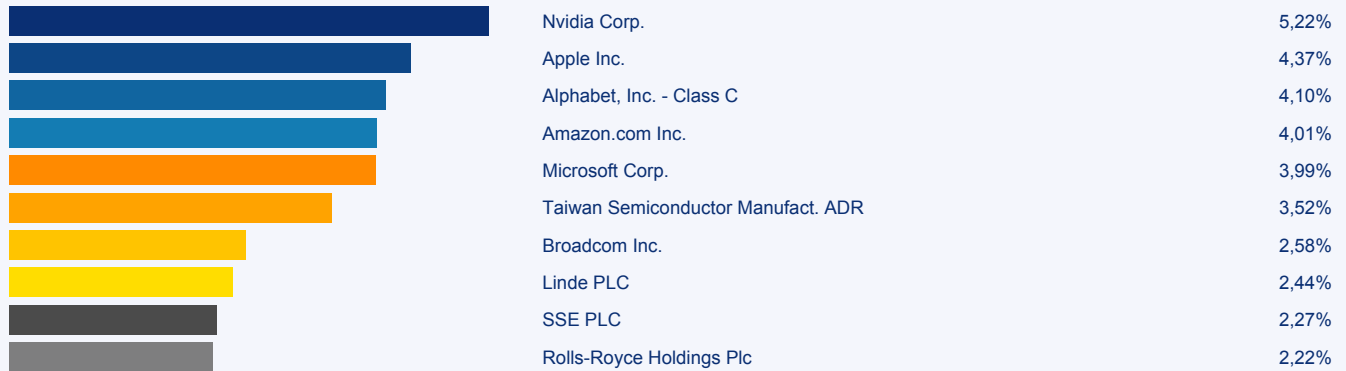 Nvidia Corp. 5,22%
Apple Inc. 4,37%
Alphabet, Inc. - Class C 4,10%
Amazon.com Inc. 4,01%
Microsoft Corp. 3,99%
Taiwan Semiconductor Manufact. ADR 3,52%
Broadcom Inc. 2,58%
Linde PLC 2,44%
SSE PLC 2,27%
Rolls-Royce Holdings Plc 2,22%